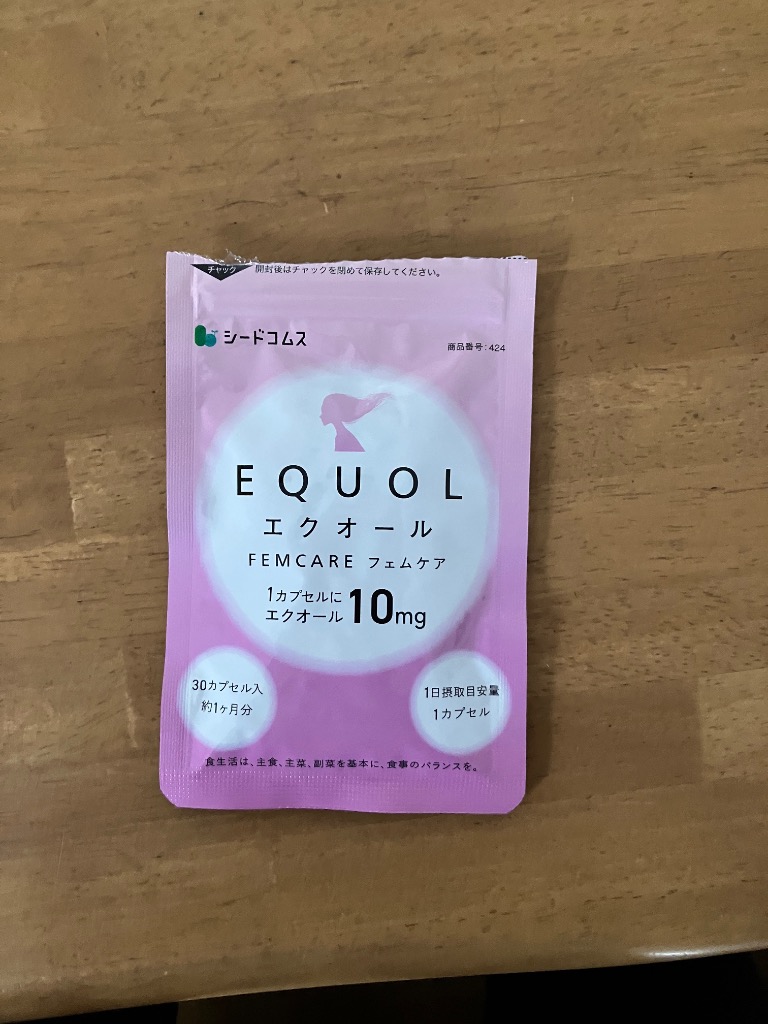 チャック 開封後はチャックを閉めて保存してください。
シードコムス
商品番号:424
EQUOL
エクオール
FEMCARE フェムケア
1カプセルに
エクオール10mg
30カプセル入
約1ヶ月分
1日摂取目安量
1カプセル
食生活は、主食、主菜、副菜を基本に、食事のバランスを。